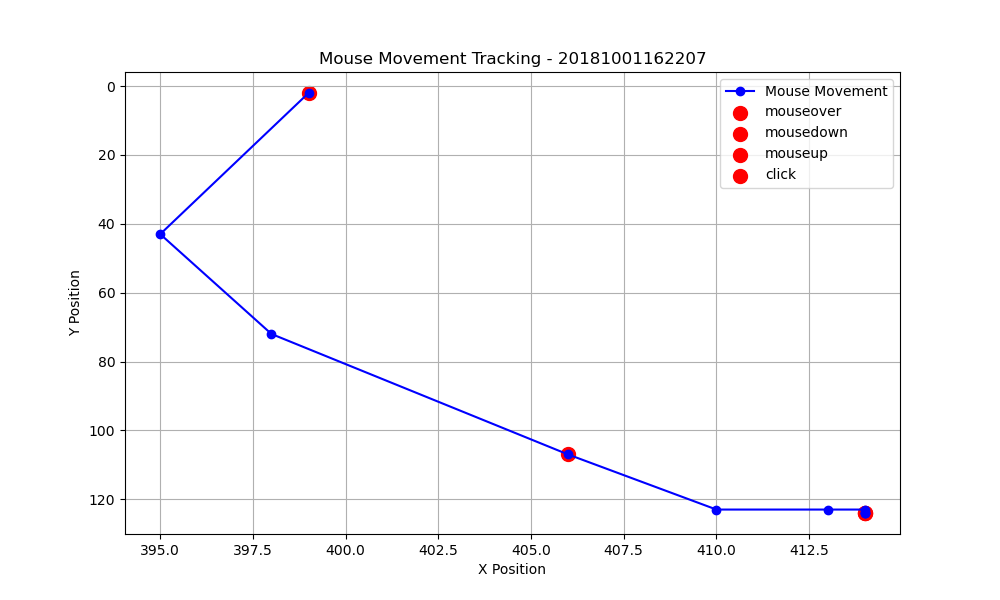 Mouse Movement Tracking - 20181001162207
Mouse Movement
mouseover
mousedown
mouseup
click
0
20
40
60
80
100
120
Y Position
395.0 397.5 400.0 402.5 405.0 407.5 410.0 412.5
X Position